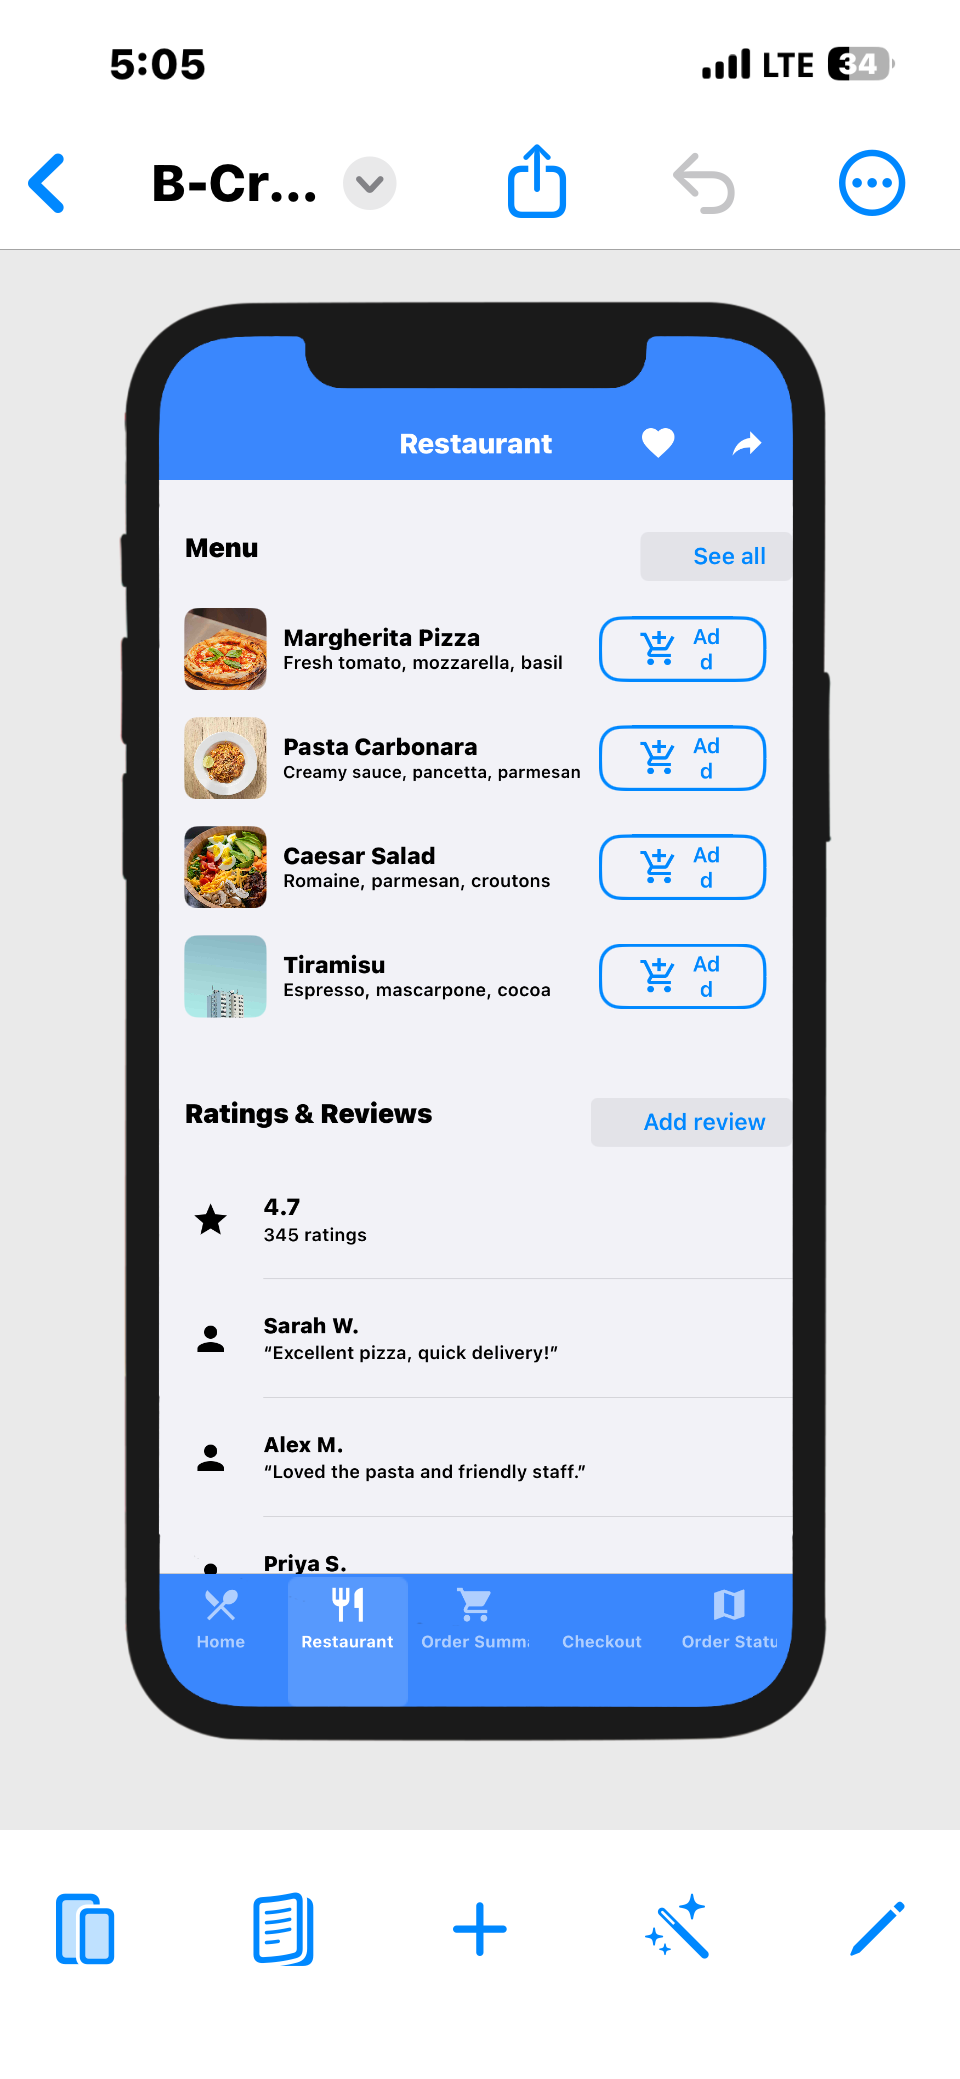 5:05
LTE 34
B-Cr...
Restaurant
Menu
See all
Margherita Pizza
Fresh tomato, mozzarella, basil
Ad
d
Pasta Carbonara
Creamy sauce, pancetta, parmesan
Ad
d
Caesar Salad
Romaine, parmesan, croutons
Ad
d
Tiramisu
Espresso, mascarpone, cocoa
Ad
d
Ratings & Reviews
Add review
4.7
345 ratings
Sarah W.
“Excellent pizza, quick delivery!”
Alex M.
“Loved the pasta and friendly staff.”
Priya S.
Home
Restaurant
Order Summ
Checkout
Order Statu